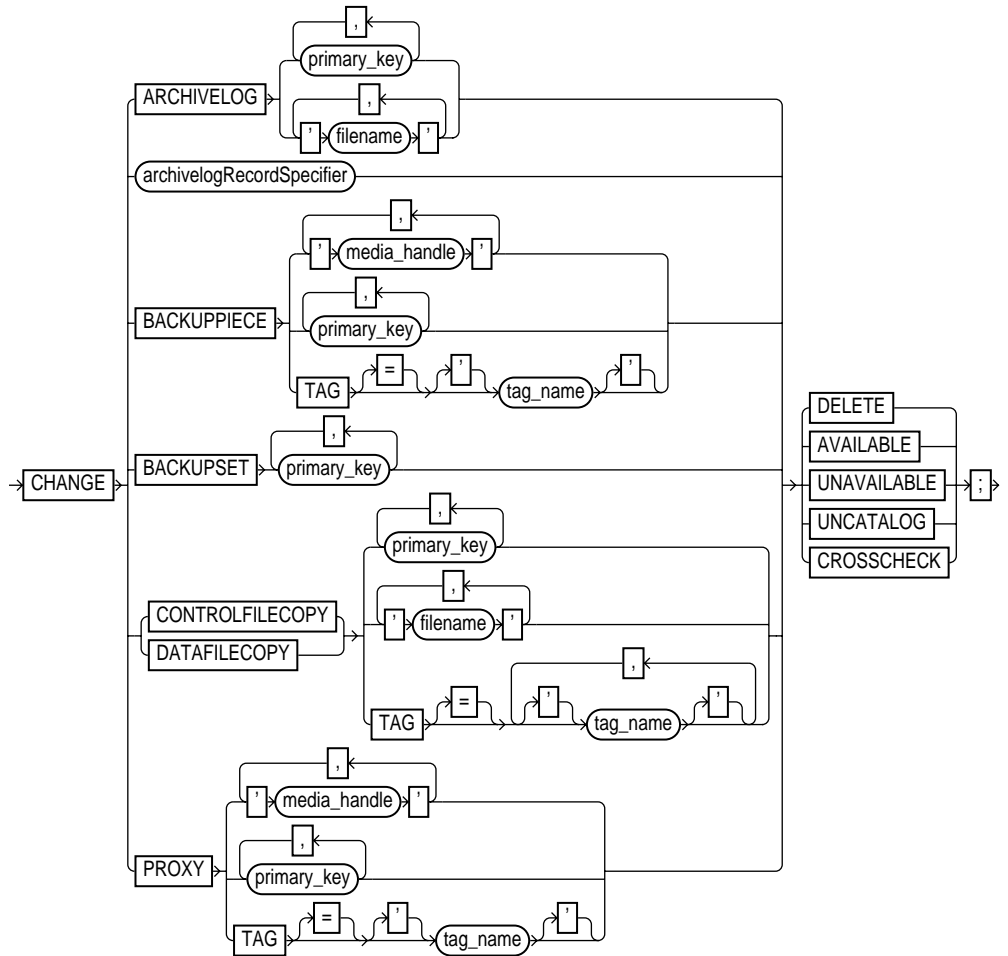 ,
primary_key
ARCHIVELOG
,
' filename '
archivelogRecordSpecifier
,
' media_handle '
,
BACKUPPIECE
primary_key
TAG = ' tag_name '
,
CHANGE BACKUPSET primary_key
DELETE
AVAILABLE
UNAVAILABLE ;
UNCATALOG
CROSSCHECK
,
primary_key
,
CONTROLFILECOPY
' filename '
DATAFILECOPY
,
TAG = ' tag_name '
,
' media_handle '
,
PROXY
primary_key
TAG = ' tag_name '